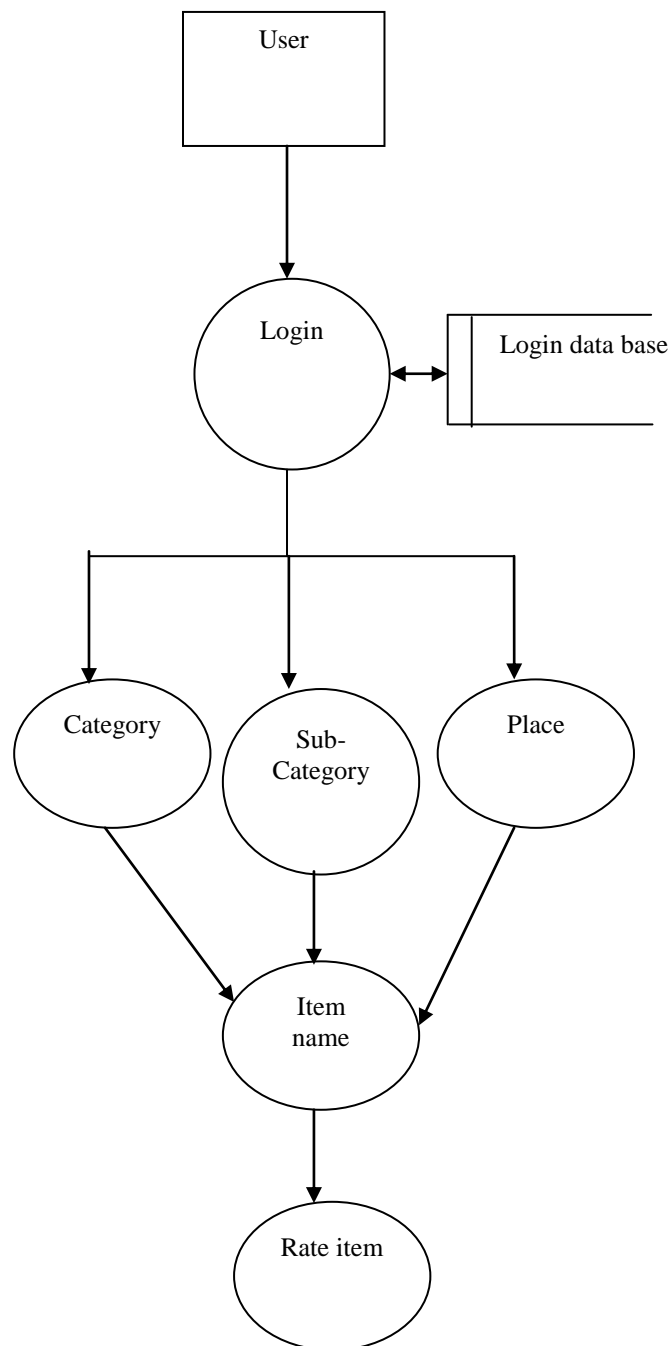 User
Login
Login data base
Category
Sub-
Category
Place
Item
name
Rate item